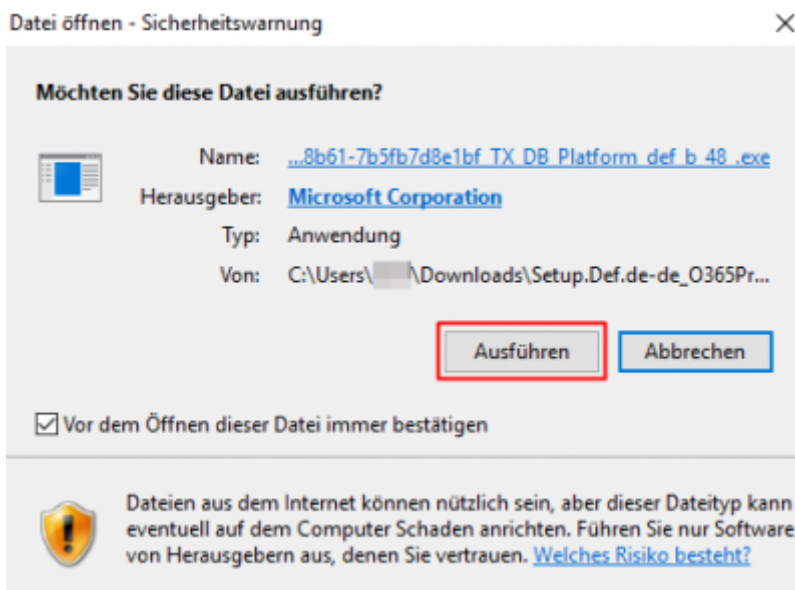 Datei öffnen - Sicherheitswarnung
Möchten Sie diese Datei ausführen?
Name: ...8b61-7b5fb7d8e1bf_TX_DB_Platform_def_b_48_.exe
Herausgeber: Microsoft Corporation
Typ: Anwendung
Von: C:\Users\ \Downloads\Setup.Def.de-de_O365Pr...
Ausführen Abbrechen
Vor dem Öffnen dieser Datei immer bestätigen
Dateien aus dem Internet können nützlich sein, aber dieser Dateityp kann
eventuell auf dem Computer Schaden anrichten. Führen Sie nur Software
von Herausgebern aus, denen Sie vertrauen. Welches Risiko besteht?